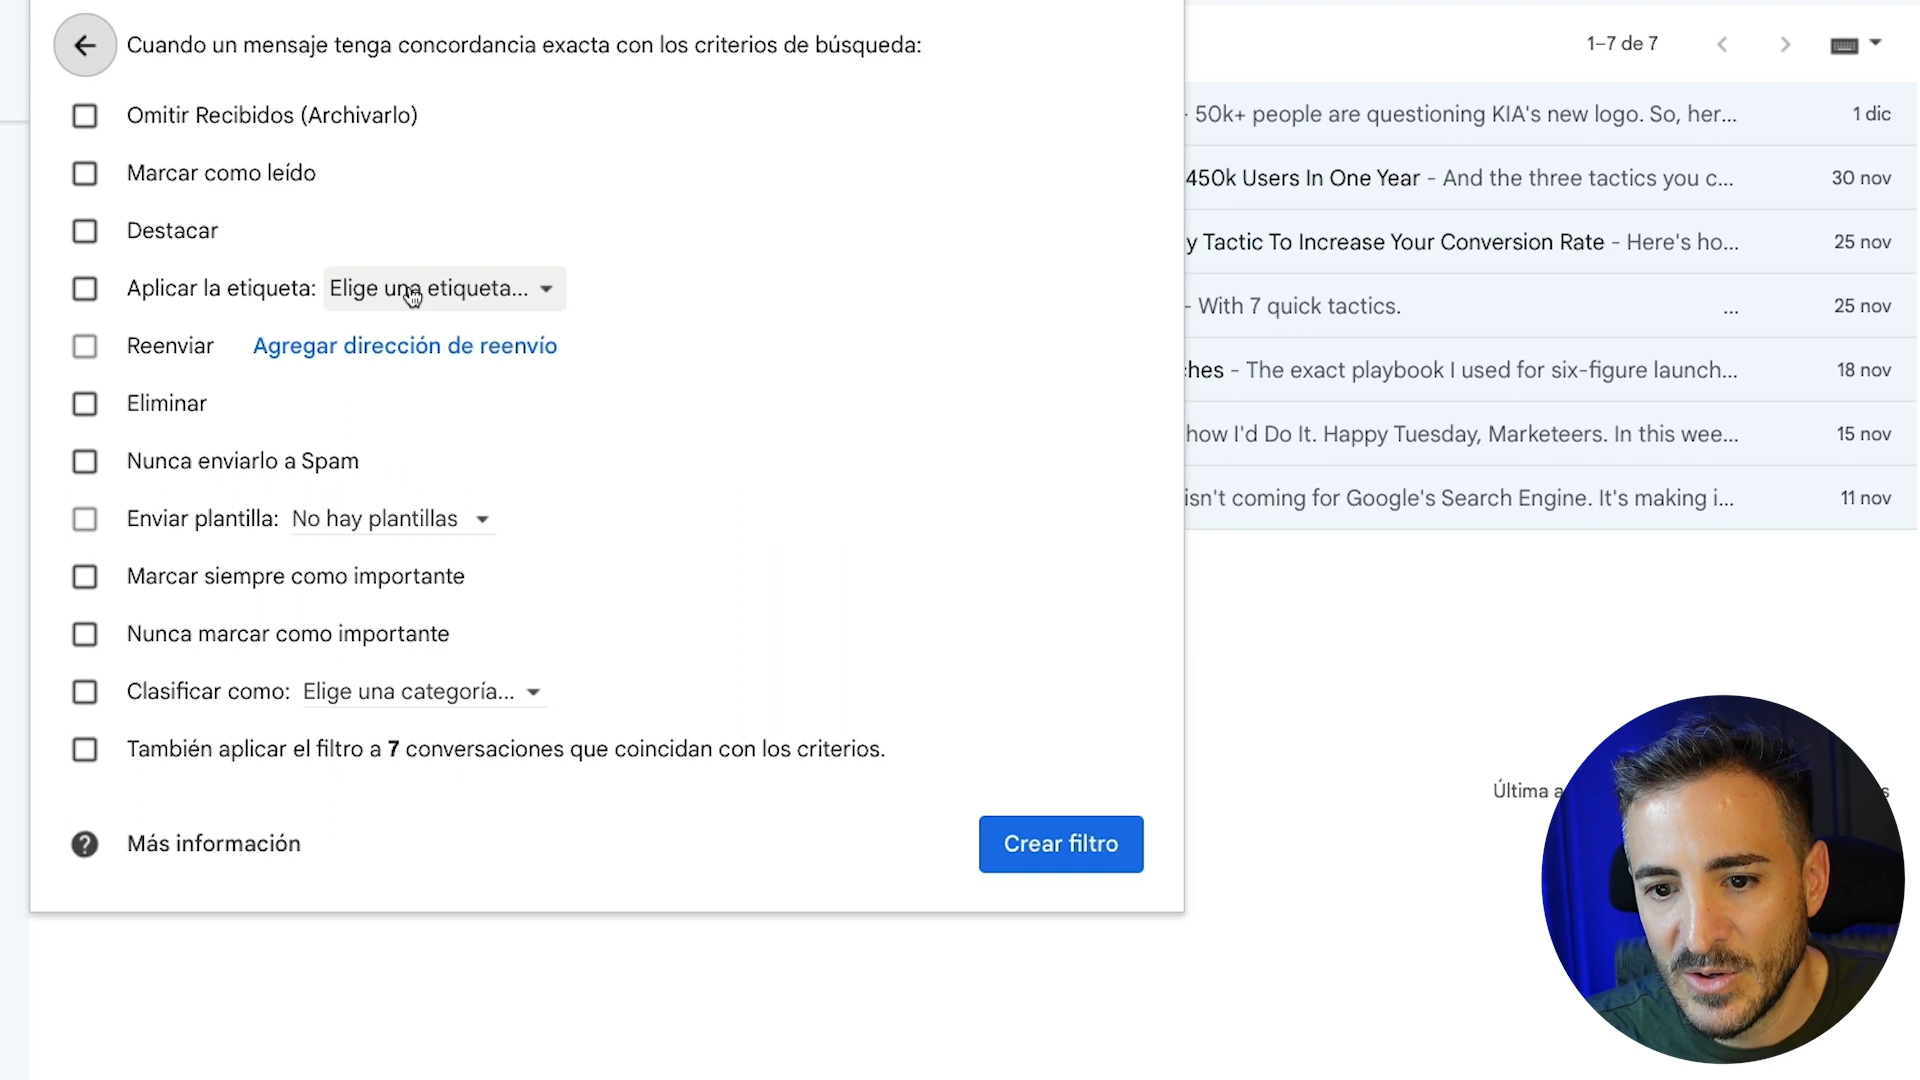 Cuando un mensaje tenga concordancia exacta con los criterios de búsqueda:
1–7 de 7
Omitir Recibidos (Archivarlo)
- 50k+ people are questioning KIA's new logo. So, her...
1 dic
Marcar como leído
450k Users In One Year - And the three tactics you c...
30 nov
Destacar
y Tactic To Increase Your Conversion Rate - Here's ho...
25 nov
Aplicar la etiqueta: Elige una etiqueta...
- With 7 quick tactics.
...
25 nov
Reenviar Agregar dirección de reenvío
ches - The exact playbook I used for six-figure launch...
18 nov
Eliminar
how I'd Do It. Happy Tuesday, Marketeers. In this wee...
15 nov
Nunca enviarlo a Spam
isn't coming for Google's Search Engine. It's making i...
11 nov
Enviar plantilla: No hay plantillas
Marcar siempre como importante
Nunca marcar como importante
Clasificar como: Elige una categoría...
También aplicar el filtro a 7 conversaciones que coincidan con los criterios.
Última a
s
Más información
Crear filtro